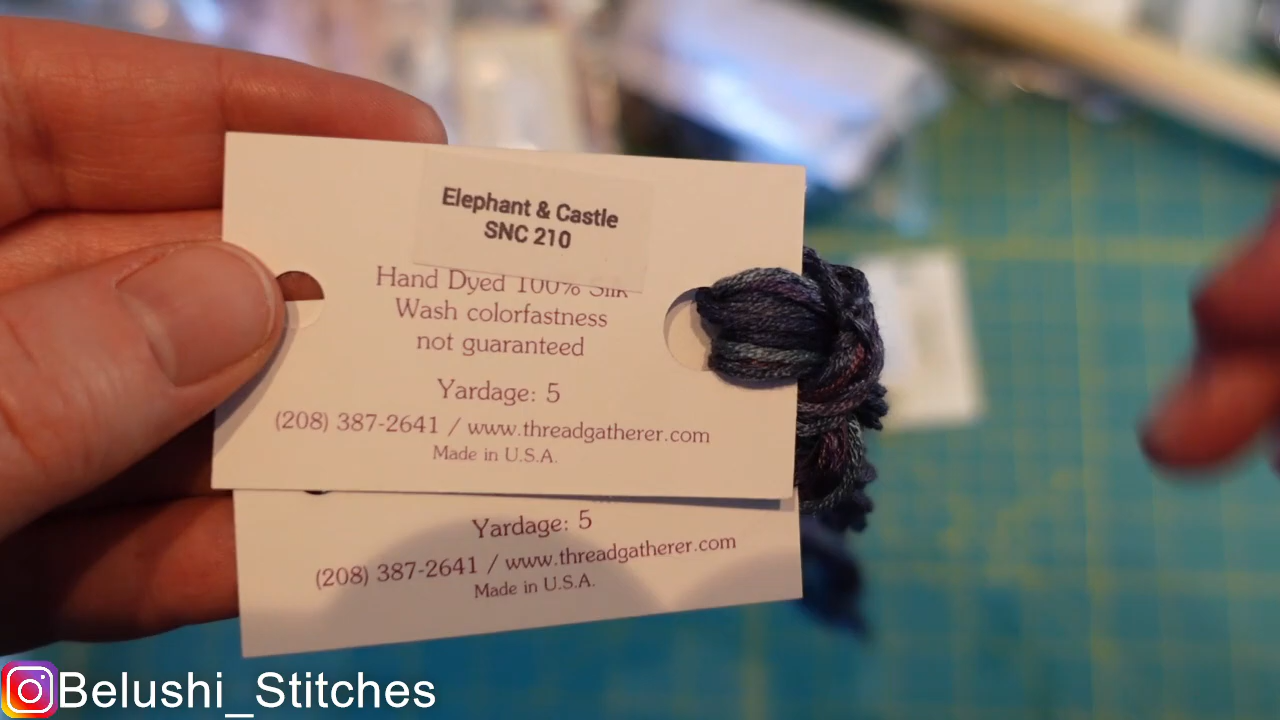 Elephant & Castle
SNC 210
Hand Dyed 100% Silk
Wash colorfastness
not guaranteed
Yardage: 5
(208) 387-2641 / www.threadgatherer.com
Made in U.S.A.
Yardage: 5
(208) 387-2641 / www.threadgatherer.com
Made in U.S.A.
Belushi_Stitches